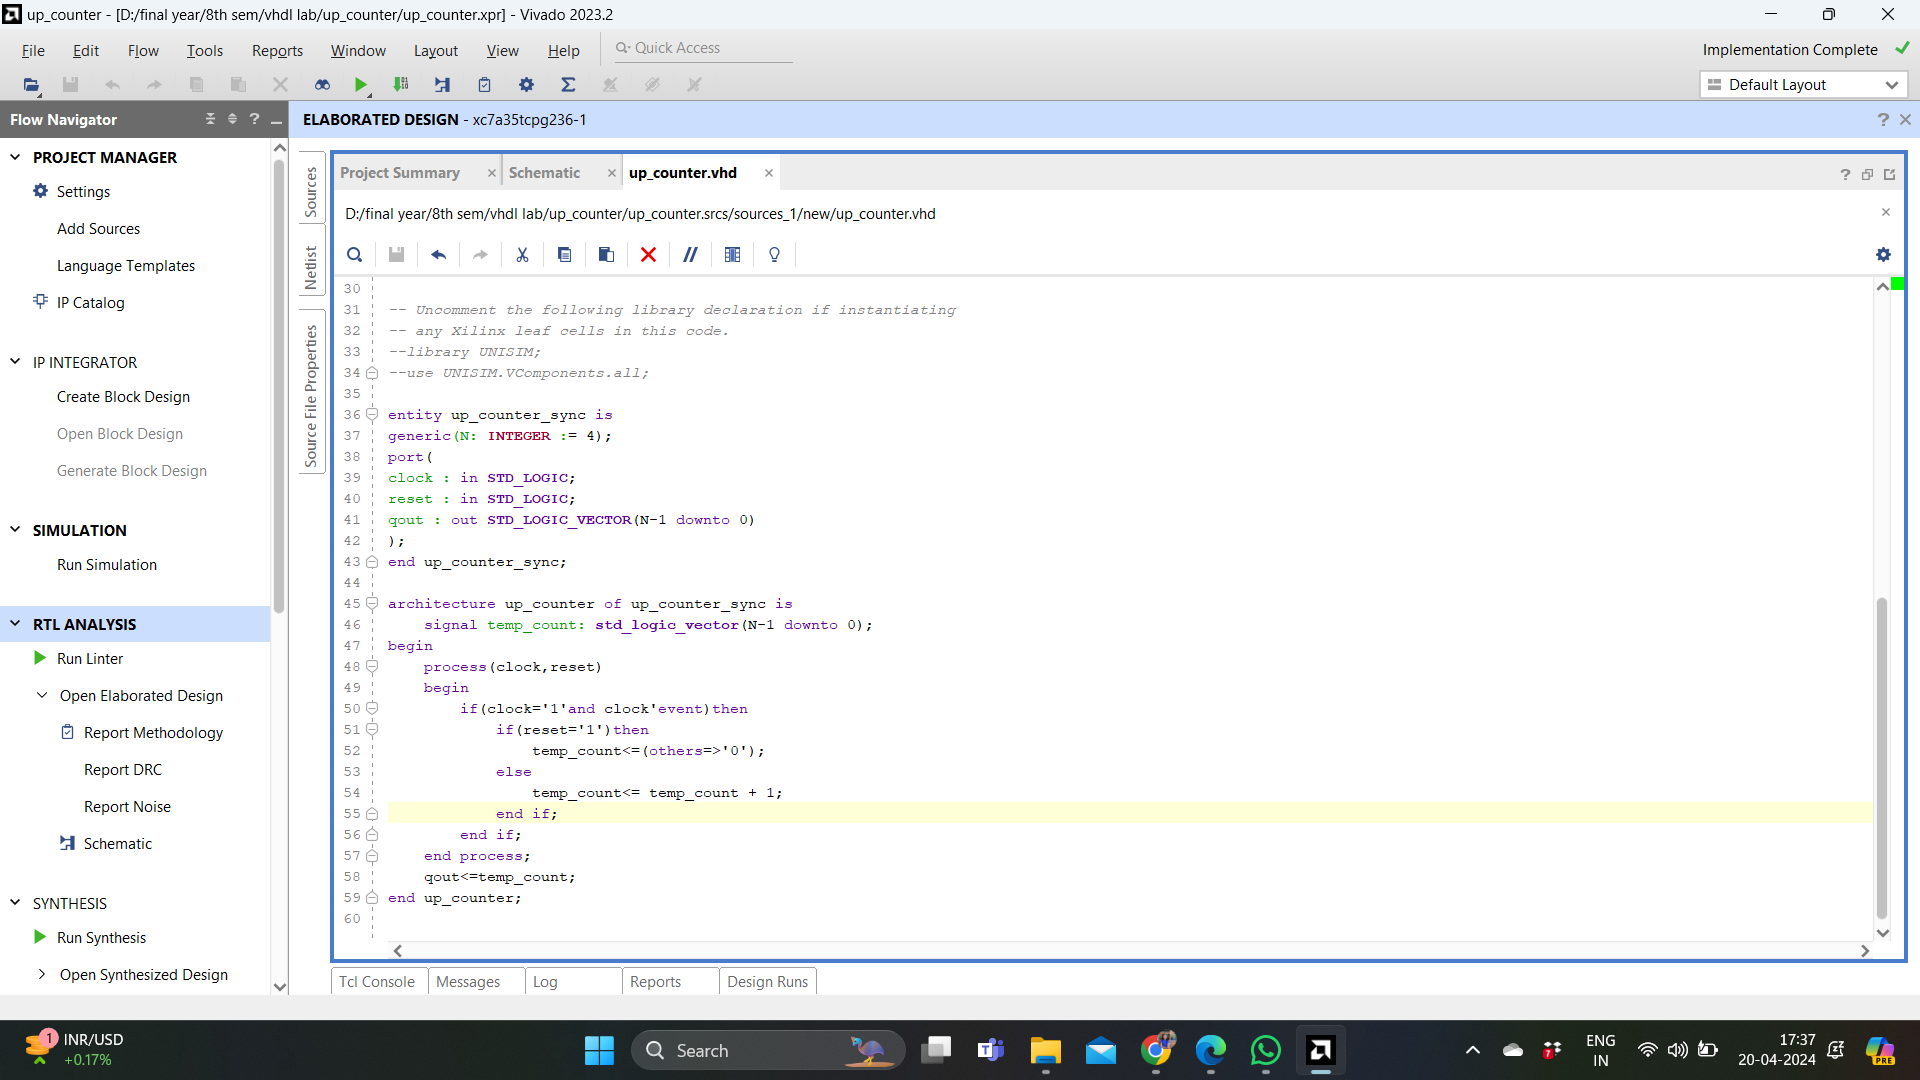 up_counter - [D:/final year/8th sem/vhdl lab/up_counter/up_counter.xpr] - Vivado 2023.2
File Edit Flow Tools Reports Window Layout View Help Quick Access
Implementation Complete
Default Layout
Flow Navigator
PROJECT MANAGER
Settings
Add Sources
Language Templates
IP Catalog
IP INTEGRATOR
Create Block Design
Open Block Design
Generate Block Design
SIMULATION
Run Simulation
RTL ANALYSIS
Run Linter
Open Elaborated Design
Report Methodology
Report DRC
Report Noise
Schematic
SYNTHESIS
Run Synthesis
Open Synthesized Design
ELABORATED DESIGN - xc7a35tcpg236-1
Sources
Netlist
Source File Properties
Project Summary Schematic up_counter.vhd
D:/final year/8th sem/vhdl lab/up_counter/up_counter.srcs/sources_1/new/up_counter.vhd
30
31 -- Uncomment the following library declaration if instantiating
32 -- any Xilinx leaf cells in this code.
33 --library UNISIM;
34 --use UNISIM.VComponents.all;
35
36 entity up_counter_sync is
37 generic(N: INTEGER := 4);
38 port(
39 clock : in STD_LOGIC;
40 reset : in STD_LOGIC;
41 qout : out STD_LOGIC_VECTOR(N-1 downto 0)
42 );
43 end up_counter_sync;
44
45 architecture up_counter of up_counter_sync is
46 signal temp_count: std_logic_vector(N-1 downto 0);
47 begin
48 process(clock,reset)
49 begin
50 if(clock='1'and clock'event)then
51 if(reset='1')then
52 temp_count<=(others=>'0');
53 else
54 temp_count<= temp_count + 1;
55 end if;
56 end if;
57 end process;
58 qout<=temp_count;
59 end up_counter;
60
Tcl Console Messages Log Reports Design Runs
1
INR/USD
+0.17%
Search
7
ENG
IN
17:37
20-04-2024
PRE